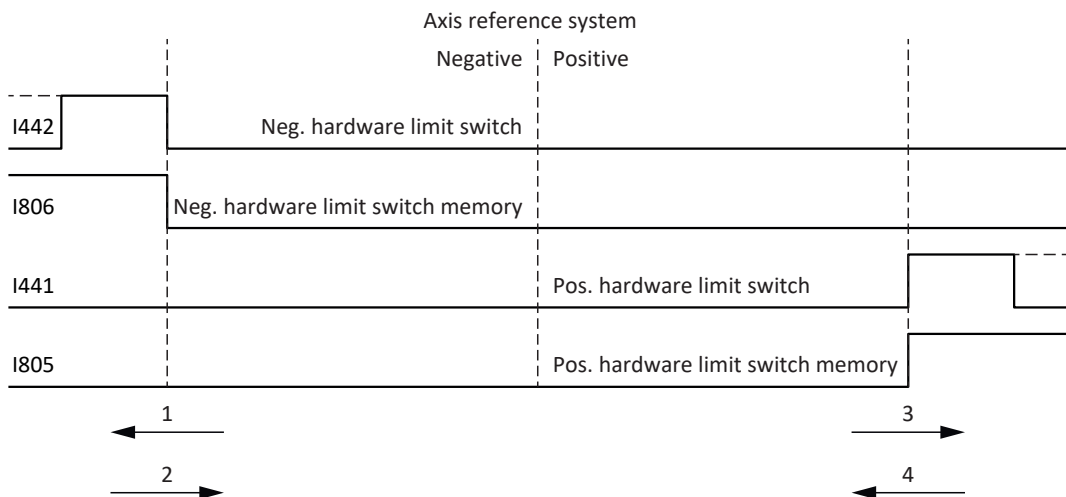 Axis reference system
Negative Positive
I442 Neg. hardware limit switch
I806 Neg. hardware limit switch memory
I441 Pos. hardware limit switch
I805 Pos. hardware limit switch memory
1 3
2 4